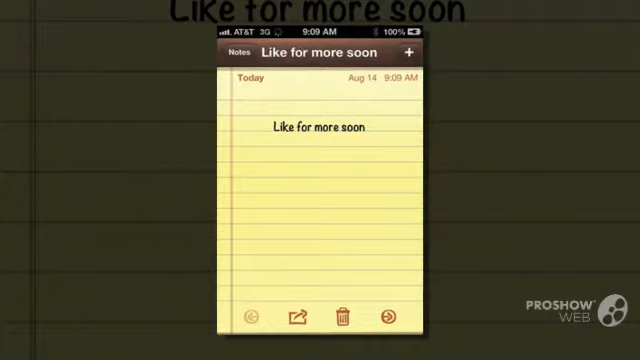 Like for more soon
AT&T 3G 9:09 AM 100%
Notes Like for more soon +
Today Aug 14 9:09 AM
Like for more soon
PROSHOW
WEB